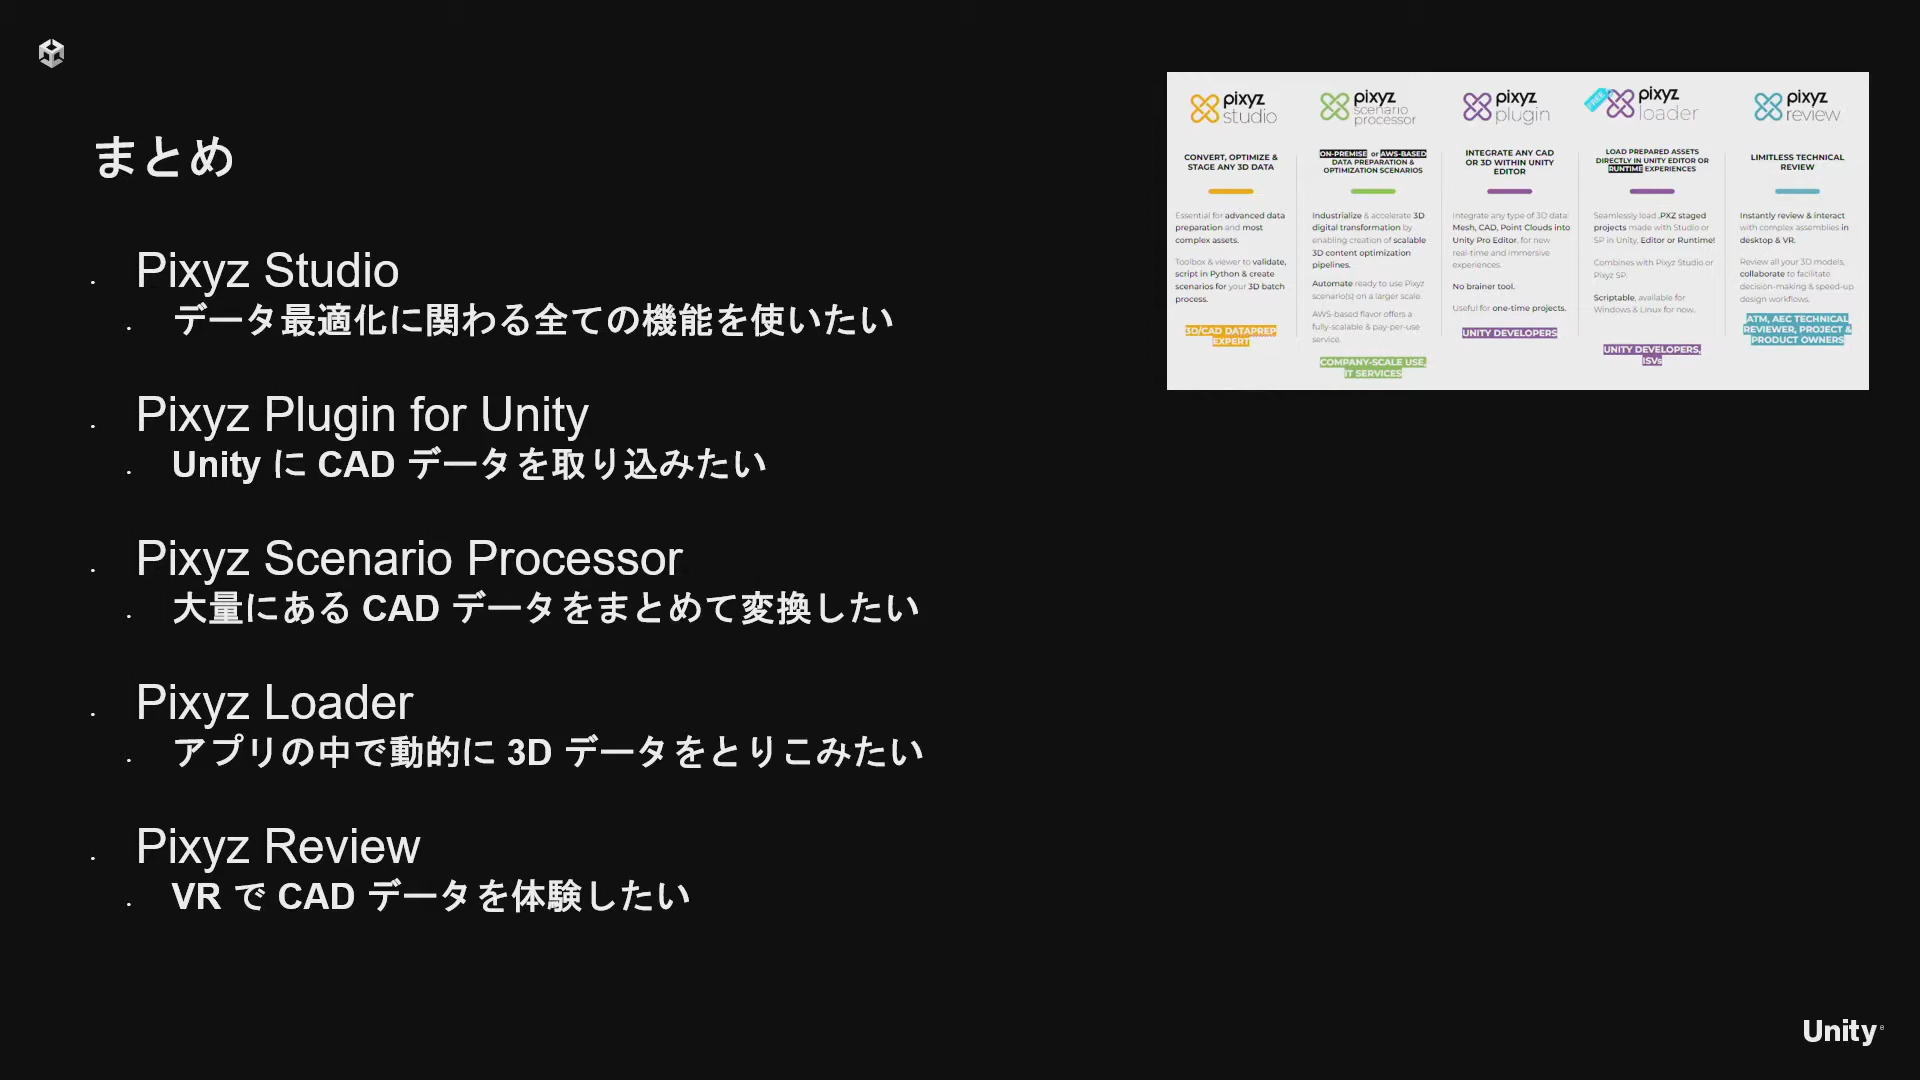 まとめ
Pixyz Studio
データ最適化に関わる全ての機能を使いたい
Pixyz Plugin for Unity
Unity に CAD データを取り込みたい
Pixyz Scenario Processor
大量にある CAD データをまとめて変換したい
Pixyz Loader
アプリの中で動的に 3D データをとりこみたい
Pixyz Review
VR で CAD データを体験したい
pixyz
studio
CONVERT, OPTIMIZE &
STAGE ANY 3D DATA
Essential for advanced data
preparation and most
complex assets.
Toolbox & viewer to validate,
script in Python & create
scenarios for your 3D batch
process.
3D/CAD DATAPREP
EXPERT
pixyz
scenario
processor
ON-PREMISE or AWS-BASED
DATA PREPARATION &
OPTIMIZATION SCENARIOS
Industrialize & accelerate 3D
digital transformation by
enabling creation of scalable
3D content optimization
pipelines.
Automate ready to use Pixyz
scenario(s) on a larger scale.
AWS-based flavor offers a
fully-scalable & pay-per-use
service.
COMPANY-SCALE USE,
IT SERVICES
pixyz
plugin
INTEGRATE ANY CAD
OR 3D WITHIN UNITY
EDITOR
Integrate any type of 3D data:
Mesh, CAD, Point Clouds into
Unity Pro Editor, for new
real-time and immersive
experiences.
No brainer tool.
Useful for one-time projects.
UNITY DEVELOPERS
pixyz
loader
LOAD PREPARED ASSETS
DIRECTLY IN UNITY EDITOR OR
RUNTIME EXPERIENCES
Seamlessly load .PXZ staged
projects made with Studio or
SP in Unity, Editor or Runtime!
Combines with Pixyz Studio or
Pixyz SP.
Scriptable, available for
Windows & Linux for now.
UNITY DEVELOPERS,
ISVs
pixyz
review
LIMITLESS TECHNICAL
REVIEW
Instantly review & interact
with complex assemblies in
desktop & VR.
Review all your 3D models,
collaborate to facilitate
decision-making & speed-up
design workflows.
ATM, AEC TECHNICAL
REVIEWER, PROJECT &
PRODUCT OWNERS
Unity